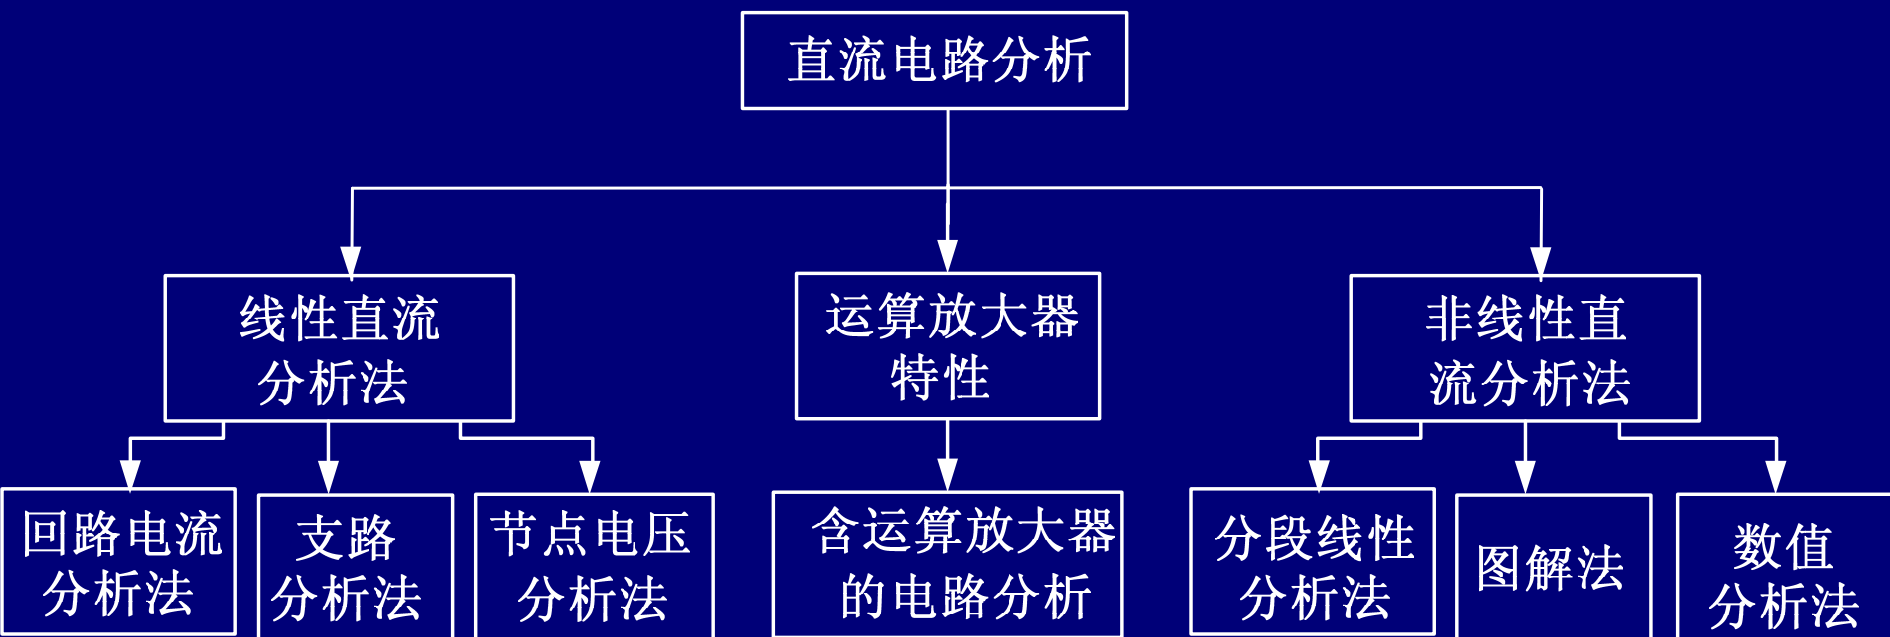 直流电路分析
线性直流
分析法
运算放大器
特性
非线性直
流分析法
回路电流
分析法
支路
分析法
节点电压
分析法
含运算放大器
的电路分析
分段线性
分析法
图解法
数值
分析法